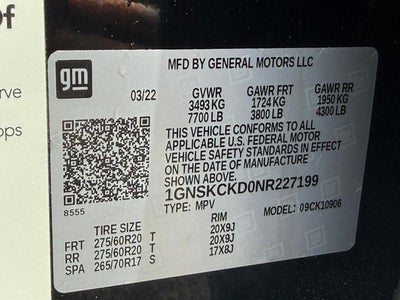 of
rve
ops
gm
MFD BY GENERAL MOTORS LLC
03/22
GVWR GAWR FRT GAWR RR
3493 KG 1724 KG 1950 KG
7700 LB 3800 LB 4300 LB
THIS VEHICLE CONFORMS TO ALL
APPLICABLE U.S. FEDERAL MOTOR
VEHICLE SAFETY STANDARDS IN EFFECT
ON THE DATE OF MANUFACTURE
1GNSKCKD0NR227199
8555
TYPE: MPV MODEL: 09CK10906
TIRE SIZE RIM
FRT 275/60R20 T 20X9J
RR 275/60R20 T 20X9J
SPA 265/70R17 S 17X8J